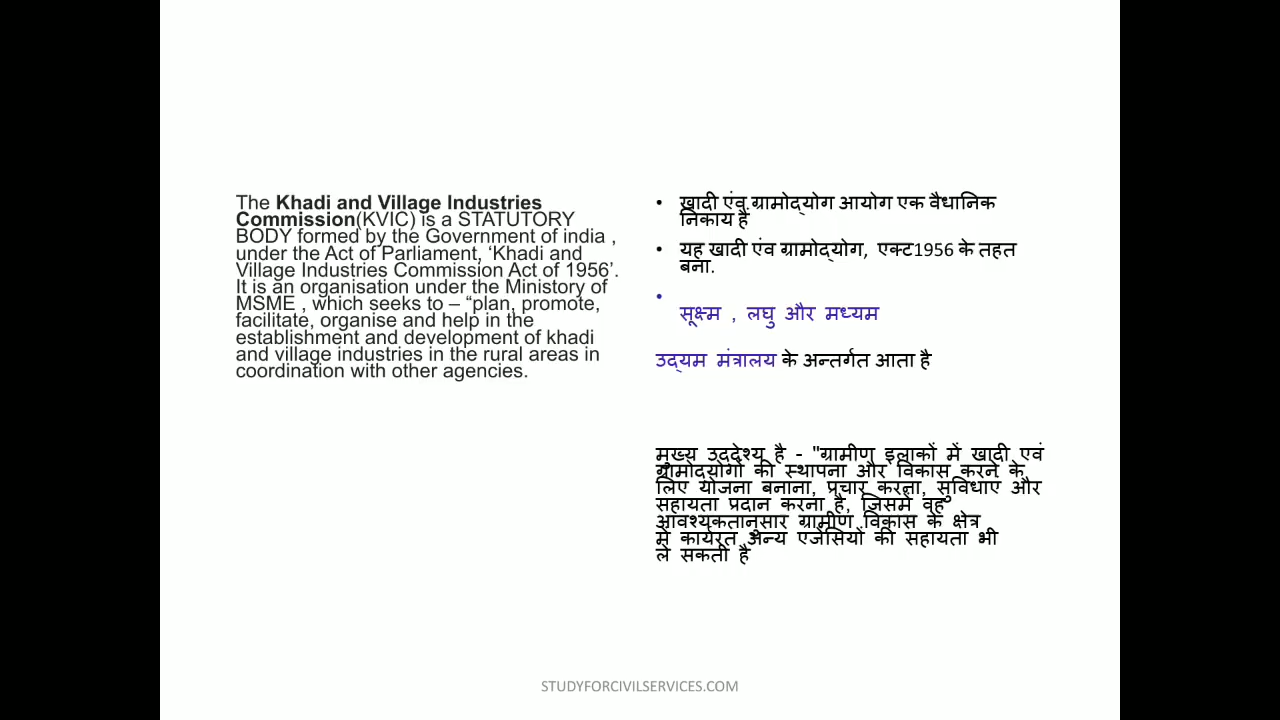 The Khadi and Village Industries
Commission(KVIC) is a STATUTORY
BODY formed by the Government of india ,
under the Act of Parliament, ‘Khadi and
Village Industries Commission Act of 1956’.
It is an organisation under the Ministory of
MSME , which seeks to – “plan, promote,
facilitate, organise and help in the
establishment and development of khadi
and village industries in the rural areas in
coordination with other agencies.
• खादी एंव ग्रामोद्योग आयोग एक वैधानिक
निकाय है
• यह खादी एंव ग्रामोद्योग, एक्ट1956 के तहत
बना.
•
सूक्ष्म , लघु और मध्यम
उद्यम मंत्रालय के अन्तर्गत आता है
मुख्य उददेश्य है - "ग्रामीण इलाकों में खादी एवं
ग्रामोदयोगों की स्थापना और विकास करने के
लिए योजना बनाना, प्रचार करना, सुविधाएं और
सहायता प्रदान करना है, जिसमें वह
आवश्यकतानुसार ग्रामीण विकास के क्षेत्र
में कार्यरत अन्य एजेंसियों की सहायता भी
ले सकती है
STUDYFORCIVILSERVICES.COM